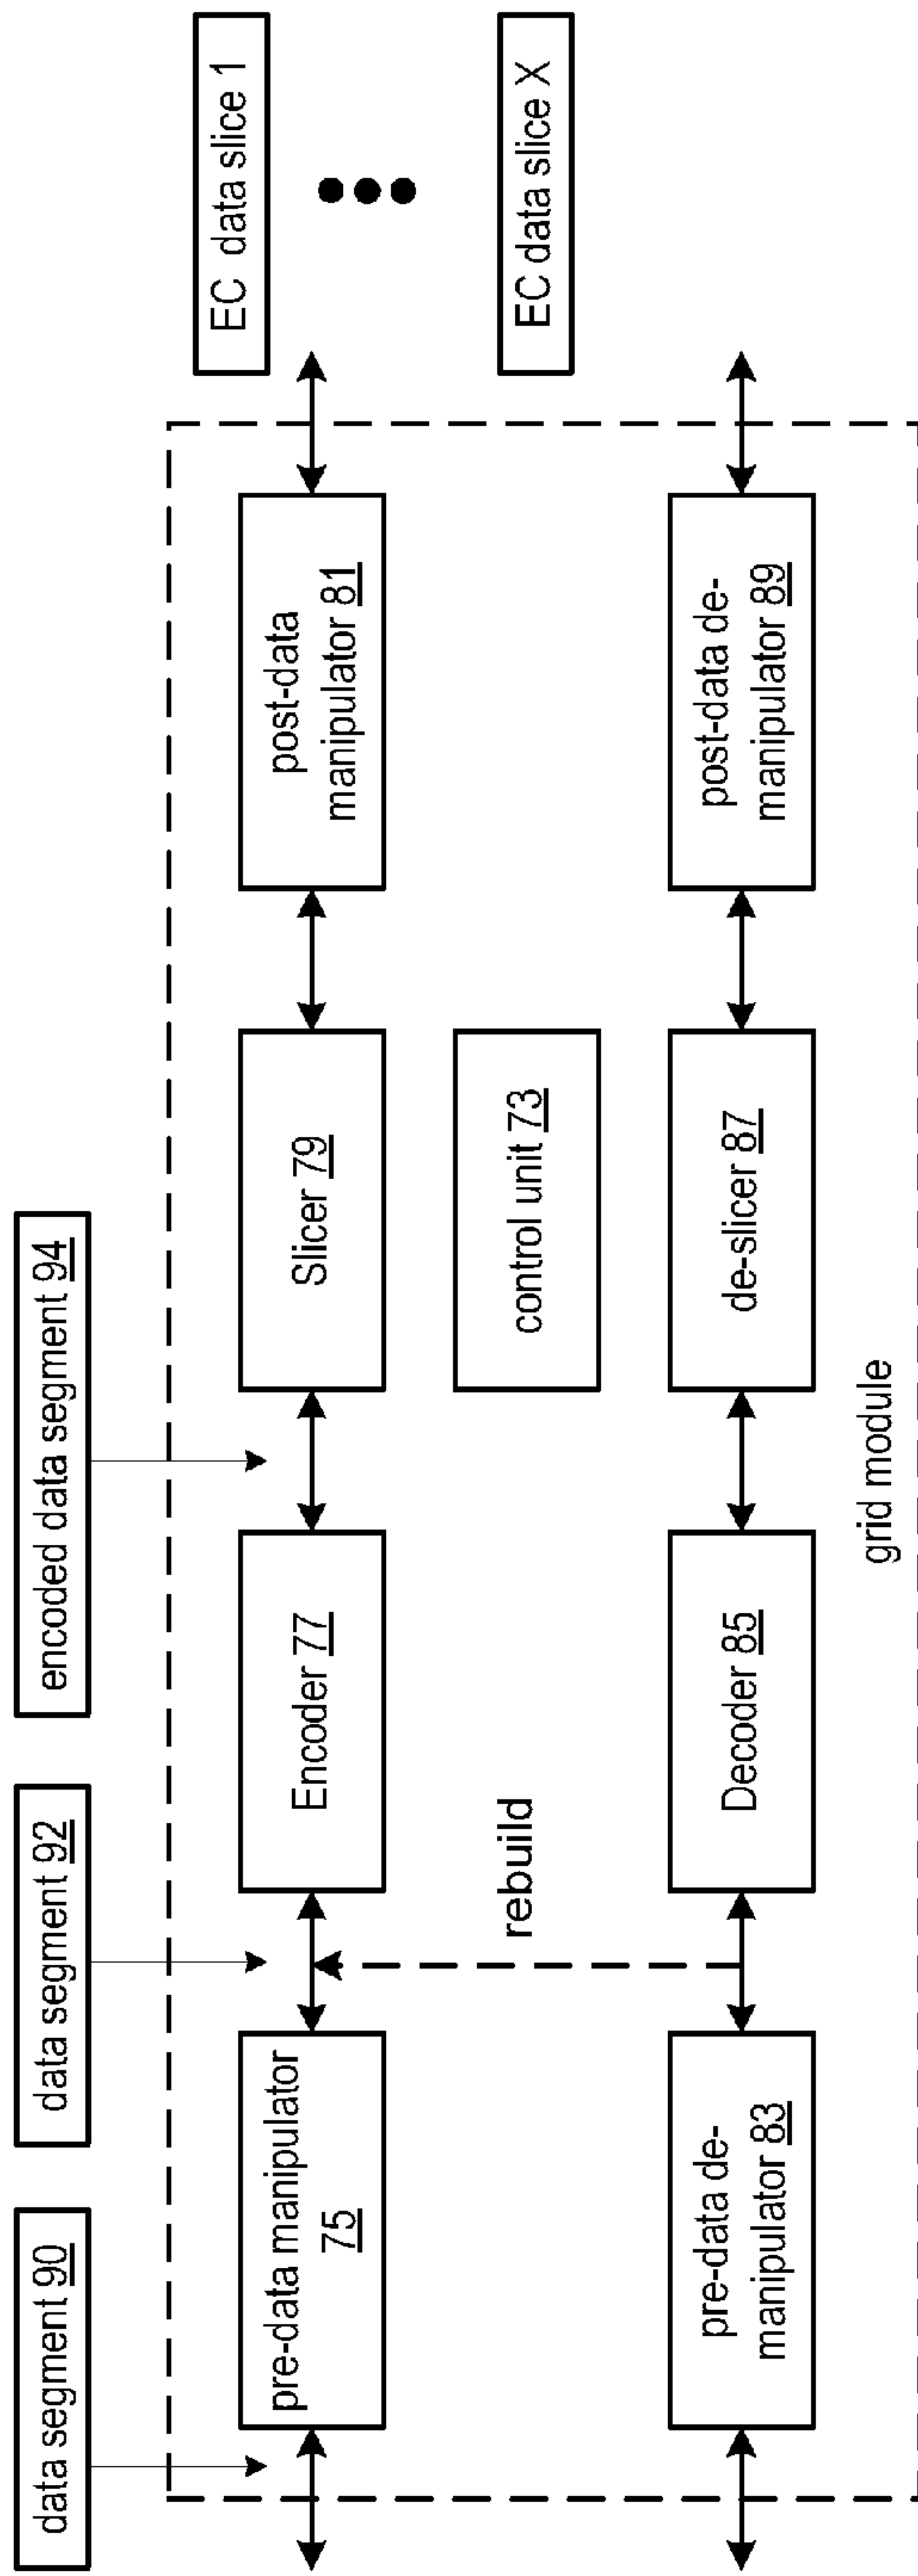 data segment 90
data segment 92
encoded data segment 94
EC data slice 1
EC data slice X
pre-data manipulator
75
Encoder 77
Slicer 79
post-data
manipulator 81
rebuild
control unit 73
pre-data de-
manipulator 83
Decoder 85
de-slicer 87
post-data de-
manipulator 89
grid module